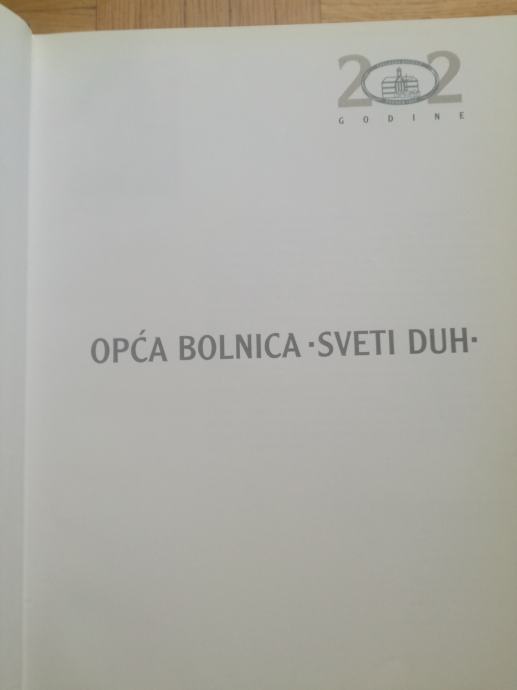 202
GODINE
OPĆA BOLNICA ·SVETI DUH·